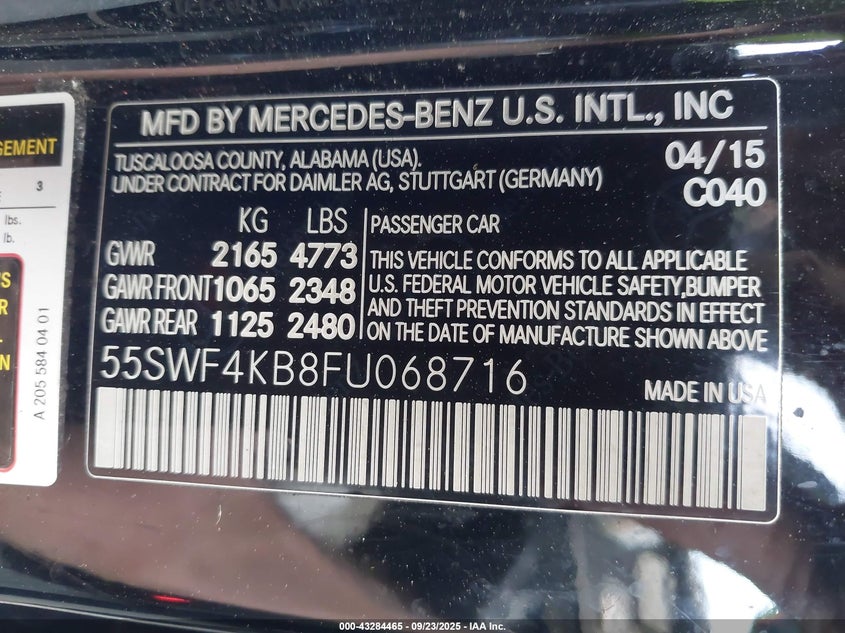 GEMENT
3
lbs.
lb.
'S
R
A 205 584 04 01
MFD BY MERCEDES-BENZ U.S. INTL., INC
TUSCALOOSA COUNTY, ALABAMA (USA).
UNDER CONTRACT FOR DAIMLER AG, STUTTGART (GERMANY)
04/15
C040
KG LBS
GVWR 2165 4773
GAWR FRONT 1065 2348
GAWR REAR 1125 2480
PASSENGER CAR
THIS VEHICLE CONFORMS TO ALL APPLICABLE
U.S. FEDERAL MOTOR VEHICLE SAFETY,BUMPER
AND THEFT PREVENTION STANDARDS IN EFFECT
ON THE DATE OF MANUFACTURE SHOWN ABOVE
55SWF4KB8FU068716
MADE IN USA
000-43284465 - 09/23/2025 - IAA Inc.